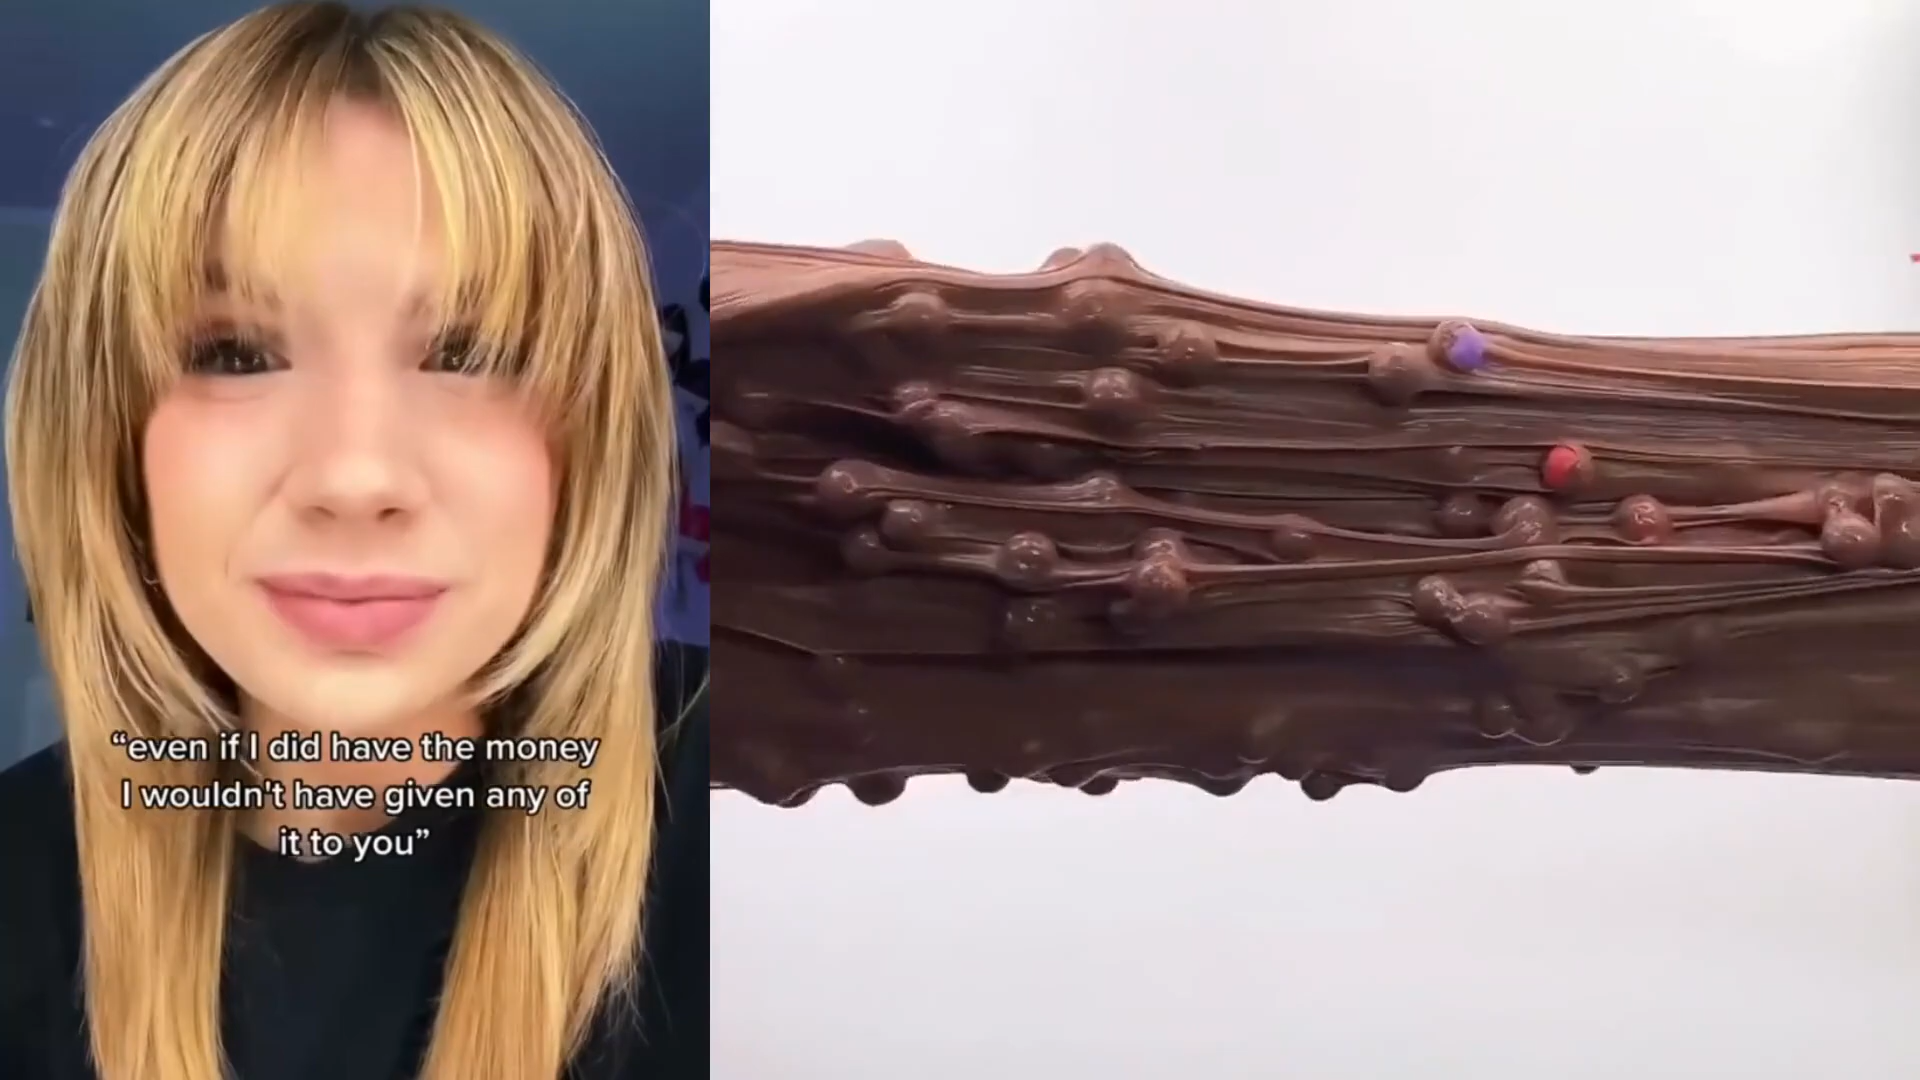 “even if I did have the money
I wouldn't have given any of
it to you”